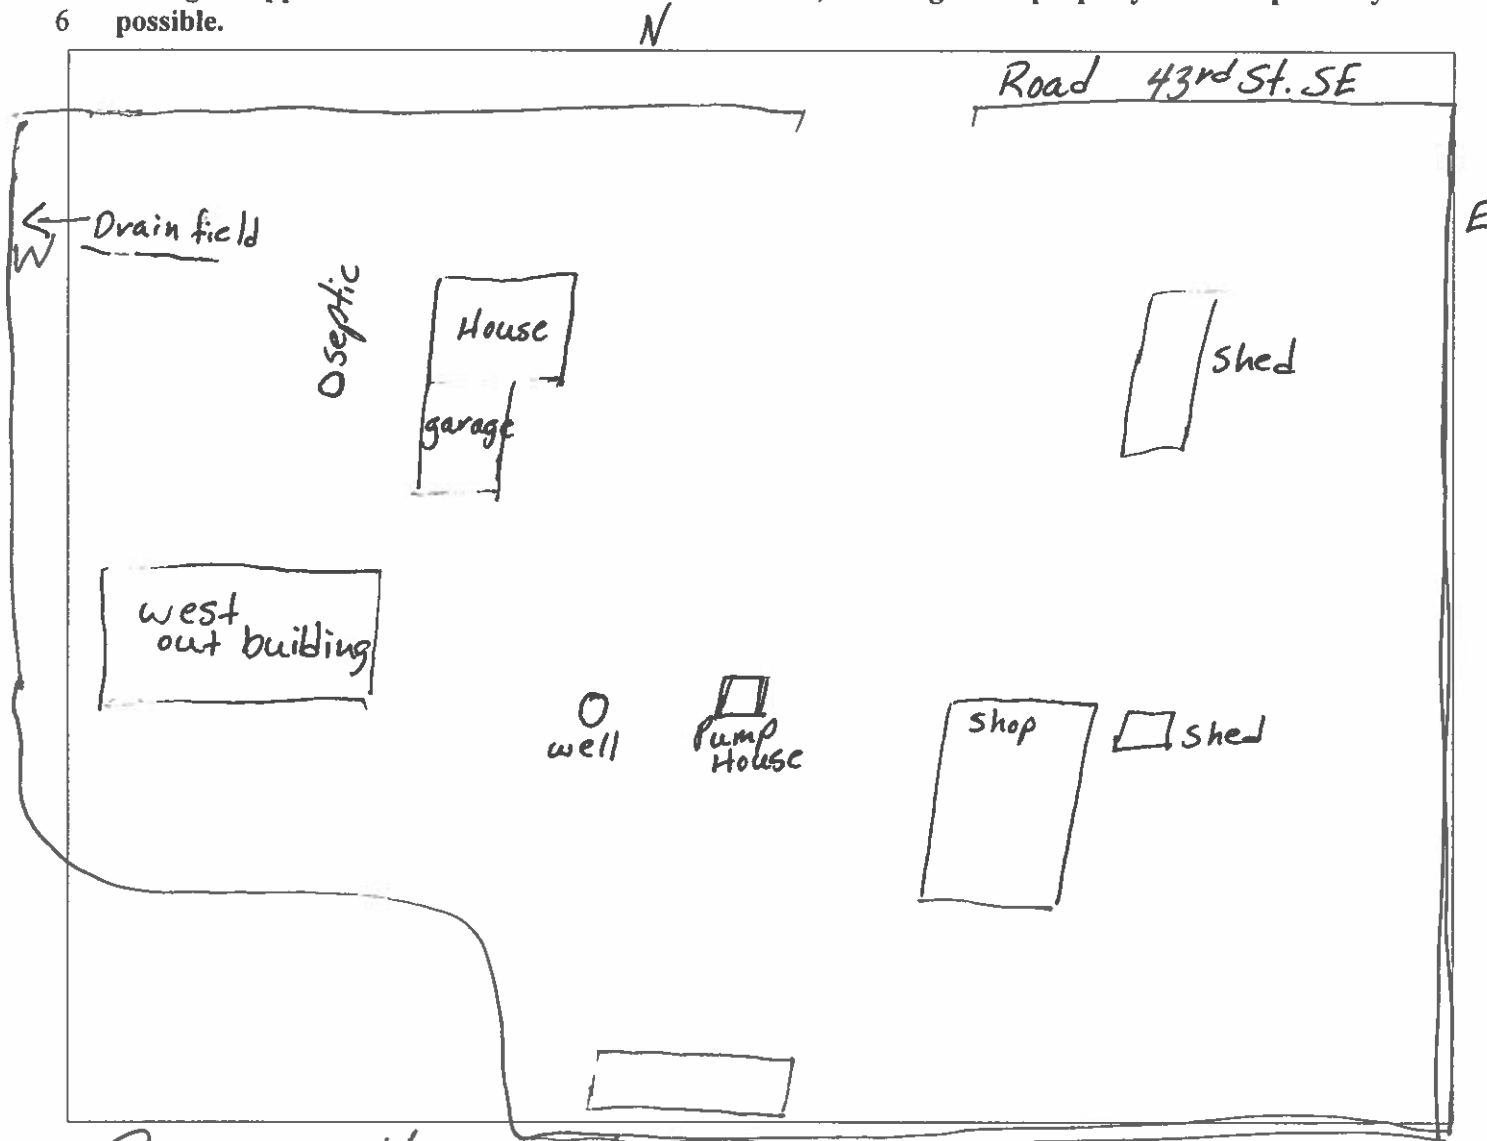 6 possible.
N
Road 43rd St. SE
E
Drain field
W
septic
House
garage
shed
west
out building
well
Pump
House
shop
shed